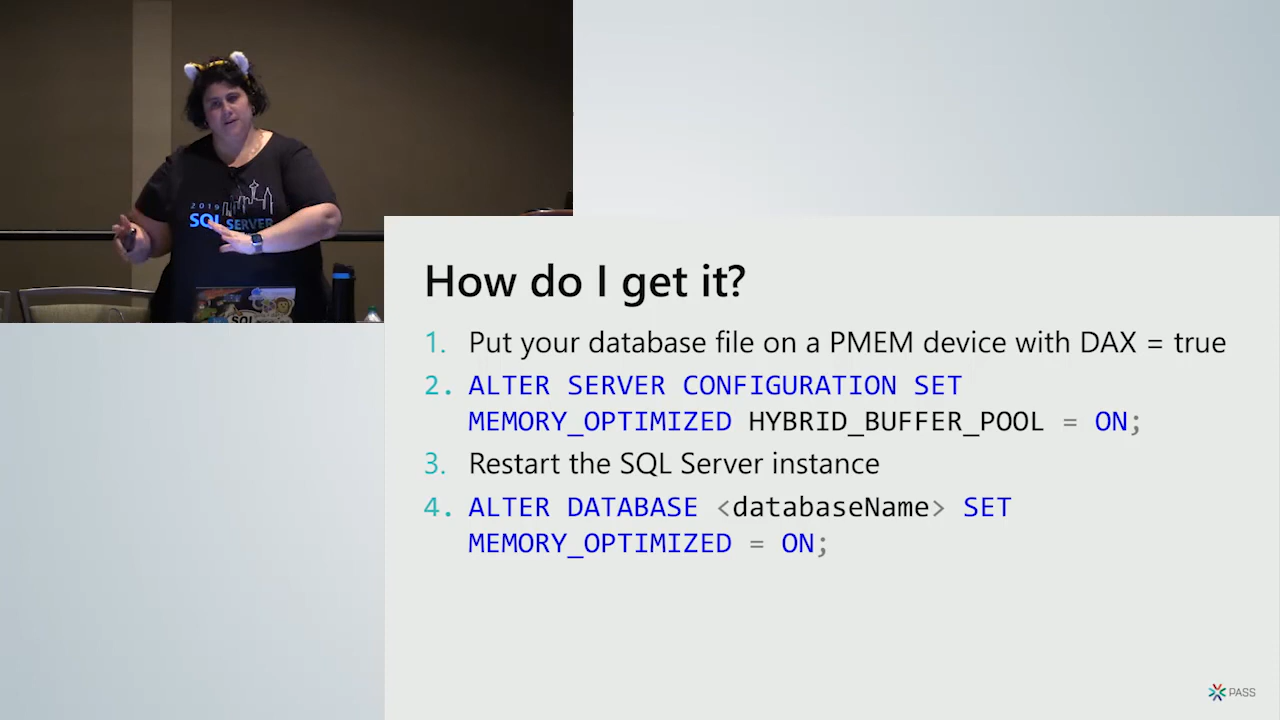 2019
SQL SERVER
SQL
How do I get it?
1. Put your database file on a PMEM device with DAX = true
2. ALTER SERVER CONFIGURATION SET
MEMORY_OPTIMIZED HYBRID_BUFFER_POOL = ON;
3. Restart the SQL Server instance
4. ALTER DATABASE <databaseName> SET
MEMORY_OPTIMIZED = ON;
PASS